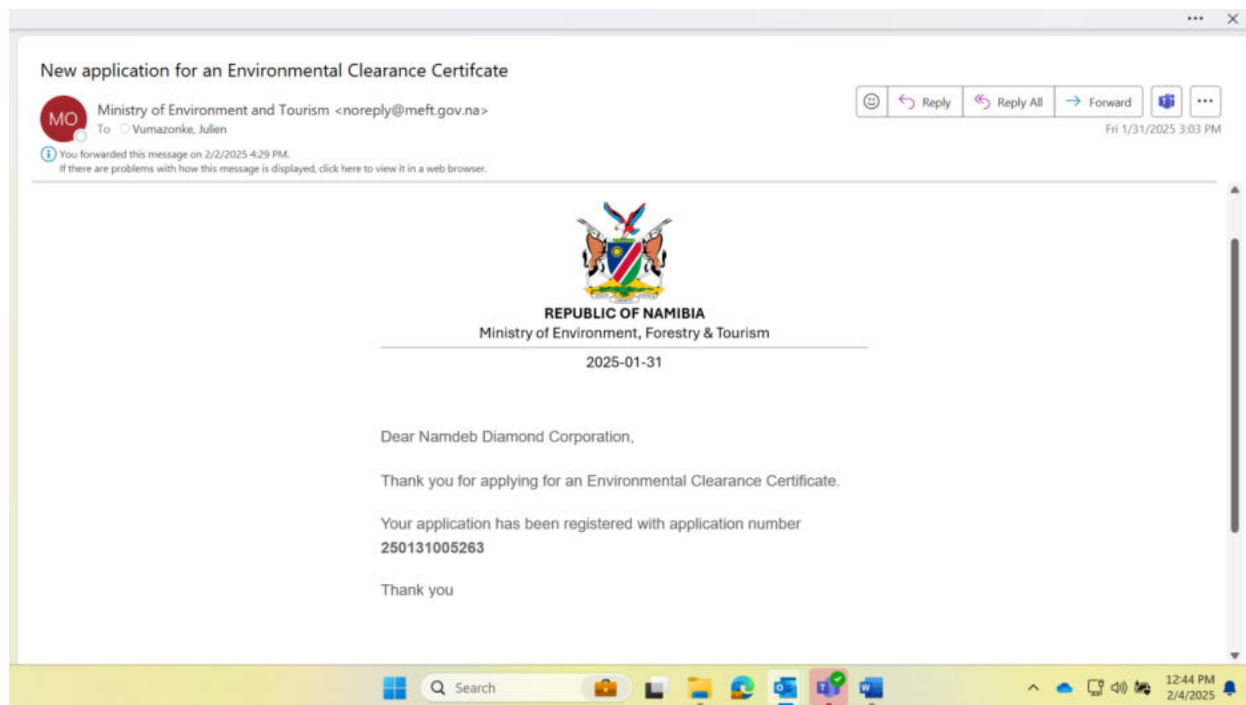 New application for an Environmental Clearance Certifcate
MO
Ministry of Environment and Tourism <noreply@meft.gov.na>
To Vumazonke, Julien
Reply
Reply All
Forward
Fri 1/31/2025 3:03 PM
You forwarded this message on 2/2/2025 4:29 PM.
If there are problems with how this message is displayed, click here to view it in a web browser.
REPUBLIC OF NAMIBIA
Ministry of Environment, Forestry & Tourism
2025-01-31
Dear Namdeb Diamond Corporation,
Thank you for applying for an Environmental Clearance Certificate.
Your application has been registered with application number
250131005263
Thank you
Search
12:44 PM
2/4/2025